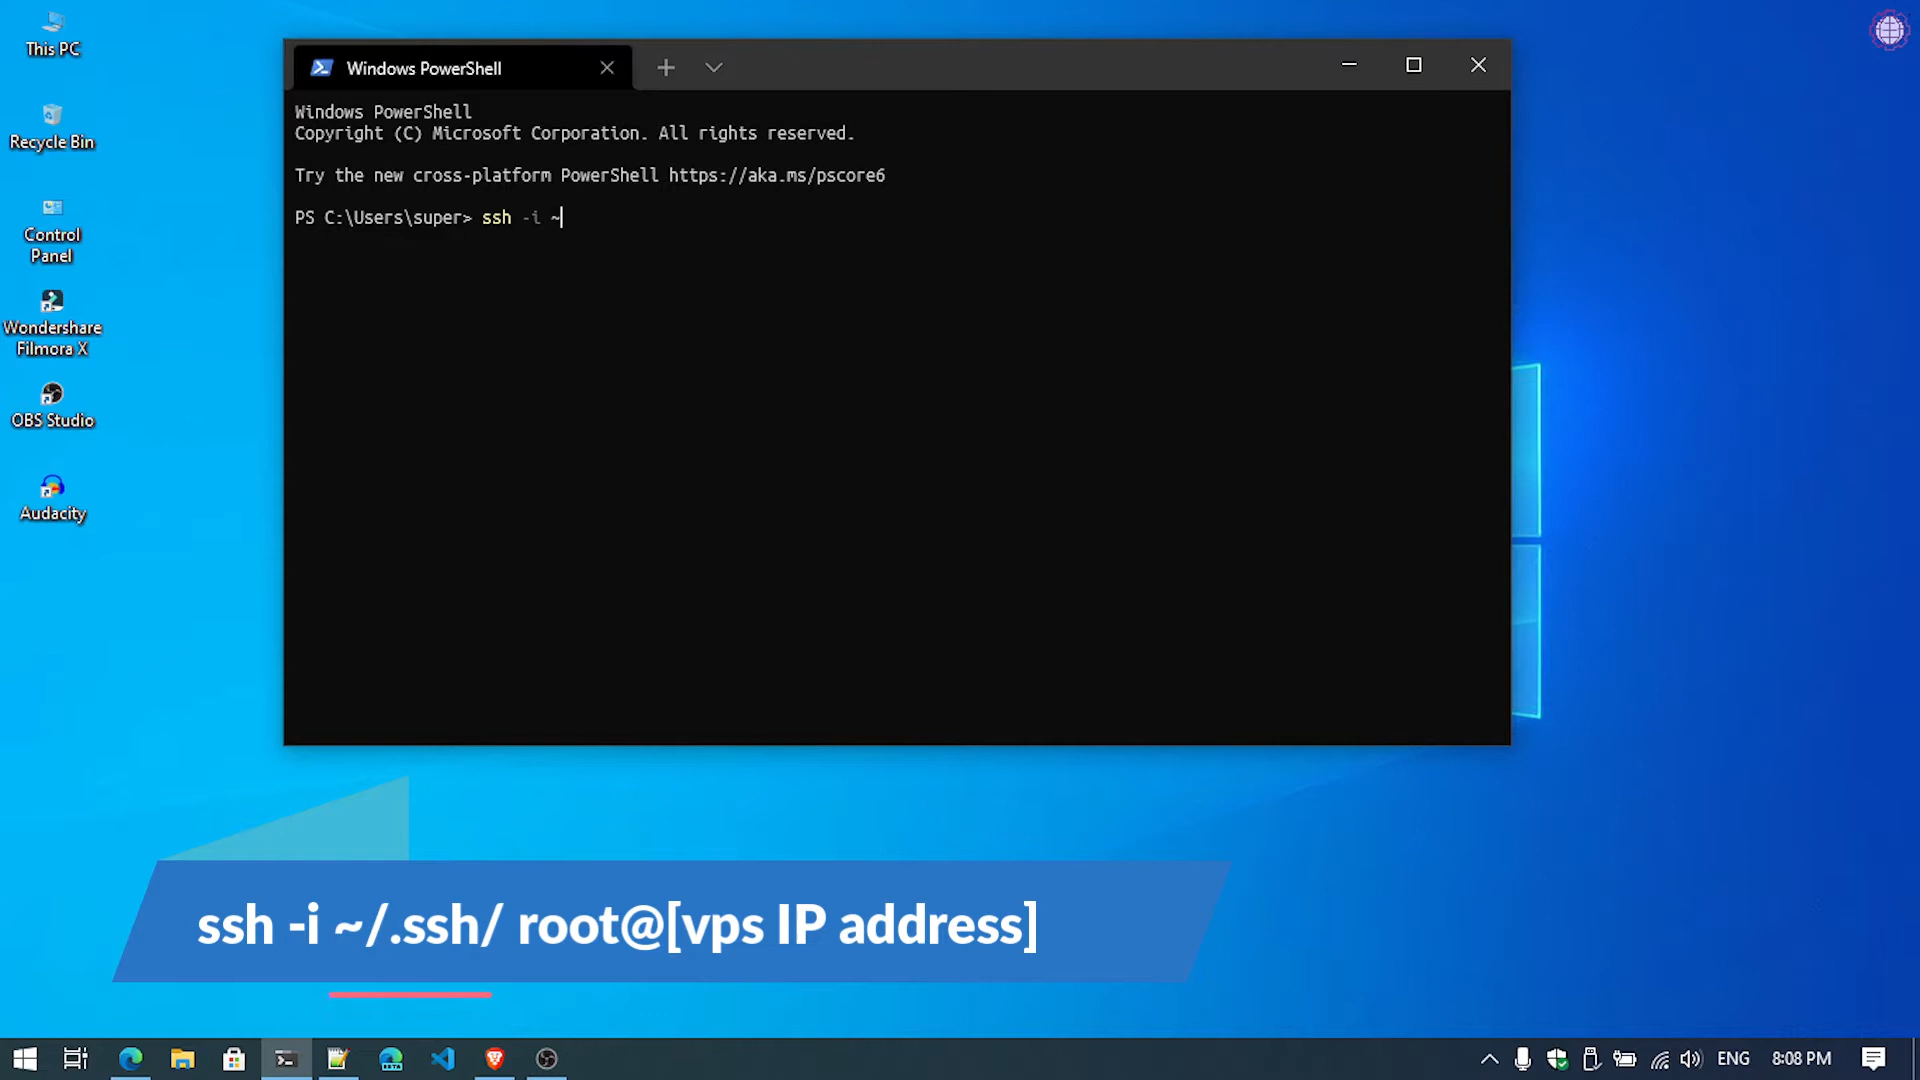 This PC
Recycle Bin
Control
Panel
Wondershare
Filmora X
OBS Studio
Audacity
Windows PowerShell
Windows PowerShell
Copyright (C) Microsoft Corporation. All rights reserved.
Try the new cross-platform PowerShell https://aka.ms/pscore6
PS C:\Users\super> ssh -i ~
ssh -i ~/.ssh/ root@[vps IP address]
ENG
8:08 PM